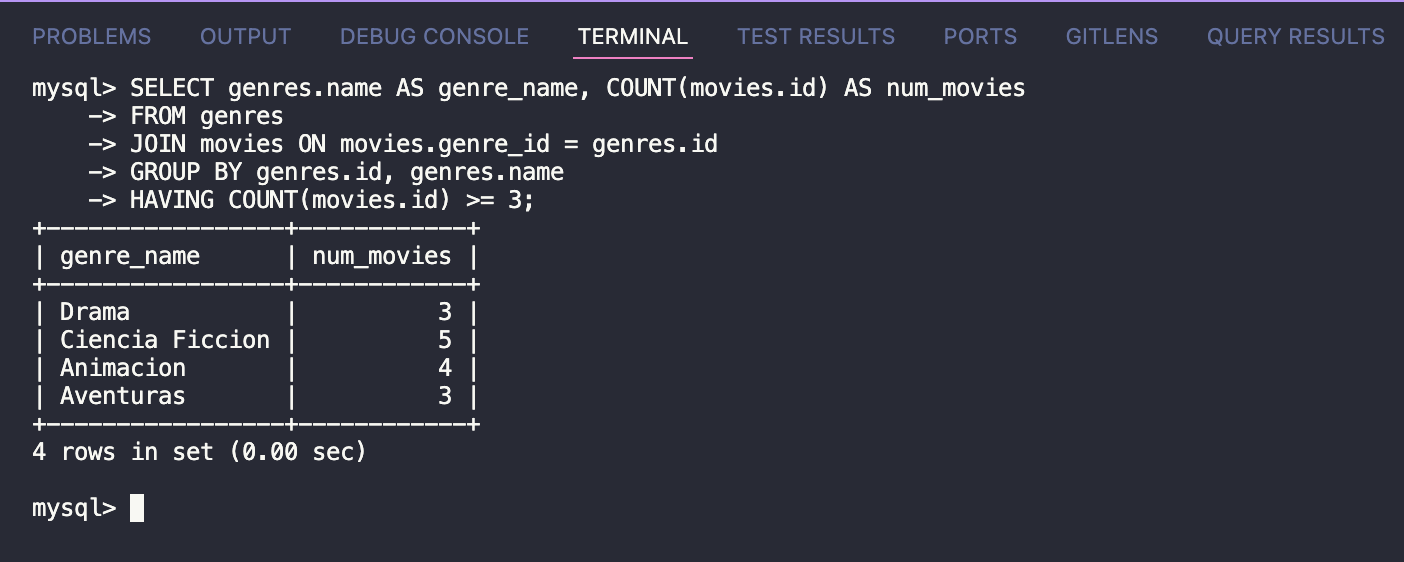 PROBLEMS OUTPUT DEBUG CONSOLE TERMINAL TEST RESULTS PORTS GITLENS QUERY RESULTS
mysql> SELECT genres.name AS genre_name, COUNT(movies.id) AS num_movies
    -> FROM genres
    -> JOIN movies ON movies.genre_id = genres.id
    -> GROUP BY genres.id, genres.name
    -> HAVING COUNT(movies.id) >= 3;
+-----------------+------------+
| genre_name      | num_movies |
+-----------------+------------+
| Drama           |          3 |
| Ciencia Ficcion |          5 |
| Animacion       |          4 |
| Aventuras       |          3 |
+-----------------+------------+
4 rows in set (0.00 sec)
mysql>